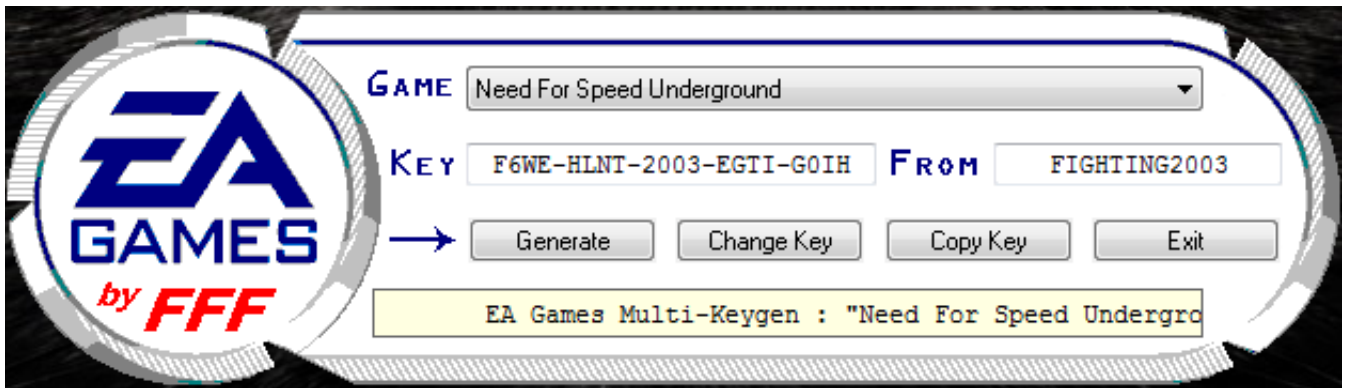 EA
GAMES
by FFF
GAME Need For Speed Underground
KEY F6WE-HLNT-2003-EGTI-G0IH FROM FIGHTING2003
Generate Change Key Copy Key Exit
EA Games Multi-Keygen : "Need For Speed Undergro